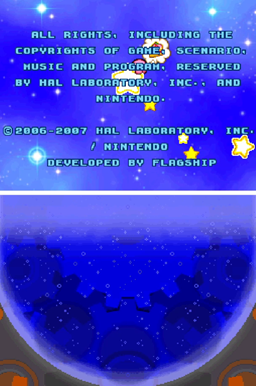 ALL RIGHTS, INCLUDING THE
COPYRIGHTS OF GAME, SCENARIO,
MUSIC AND PROGRAM, RESERVED
BY HAL LABORATORY, INC., AND
NINTENDO.
©2006-2007 HAL LABORATORY, INC.
/ NINTENDO
DEVELOPED BY FLAGSHIP